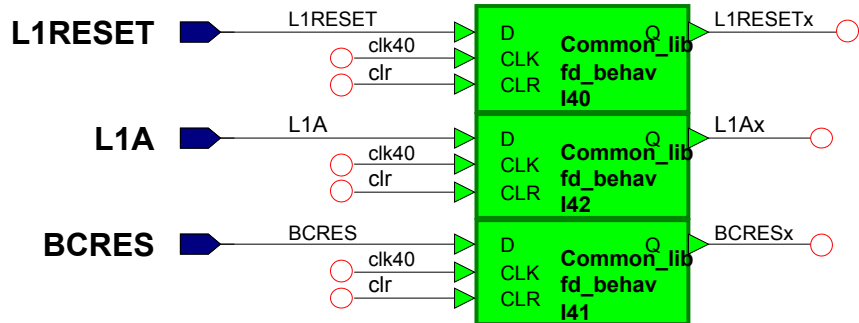 L1RESET L1RESET D Q L1RESETx
clk40 CLK Common_lib
clr CLR fd_behav
I40
L1A L1A D Q L1Ax
clk40 CLK Common_lib
clr CLR fd_behav
I42
BCRES BCRES D Q BCRESx
clk40 CLK Common_lib
clr CLR fd_behav
I41